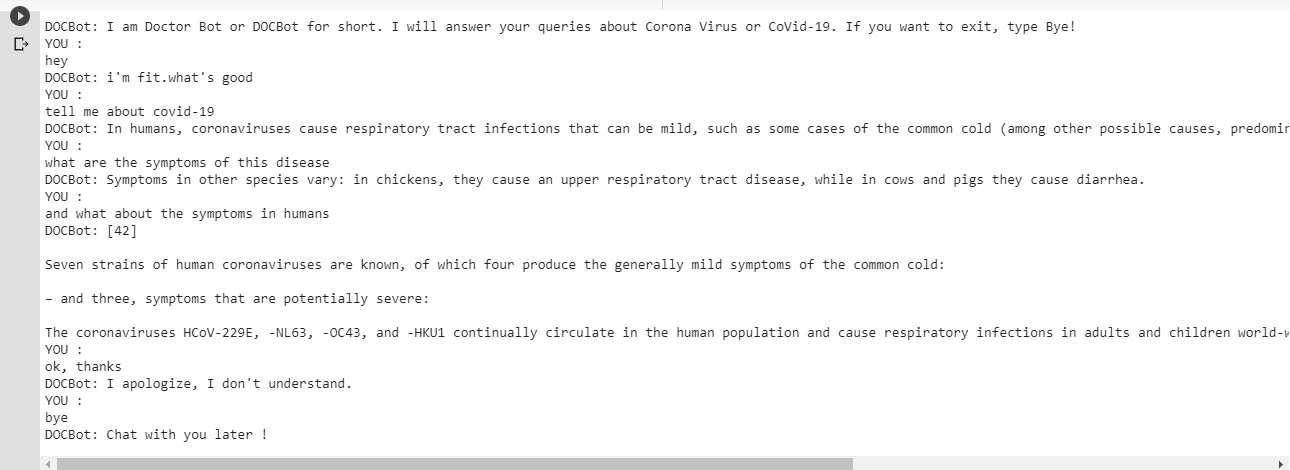 DOCBot: I am Doctor Bot or DOCBot for short. I will answer your queries about Corona Virus or CoVid-19. If you want to exit, type Bye!
YOU :
hey
DOCBot: i'm fit.what's good
YOU :
tell me about covid-19
DOCBot: In humans, coronaviruses cause respiratory tract infections that can be mild, such as some cases of the common cold (among other possible causes,
YOU :
what are the symptoms of this disease
DOCBot: Symptoms in other species vary: in chickens, they cause an upper respiratory tract disease, while in cows and pigs they cause diarrhea.
YOU :
and what about the symptoms in humans
DOCBot: [42]
Seven strains of human coronaviruses are known, of which four produce the generally mild symptoms of the common cold:
– and three, symptoms that are potentially severe:
The coronaviruses HCoV-229E, -NL63, -OC43, and -HKU1 continually circulate in the human population and cause respiratory infections in adults and children
YOU :
ok, thanks
DOCBot: I apologize, I don't understand.
YOU :
bye
DOCBot: Chat with you later !